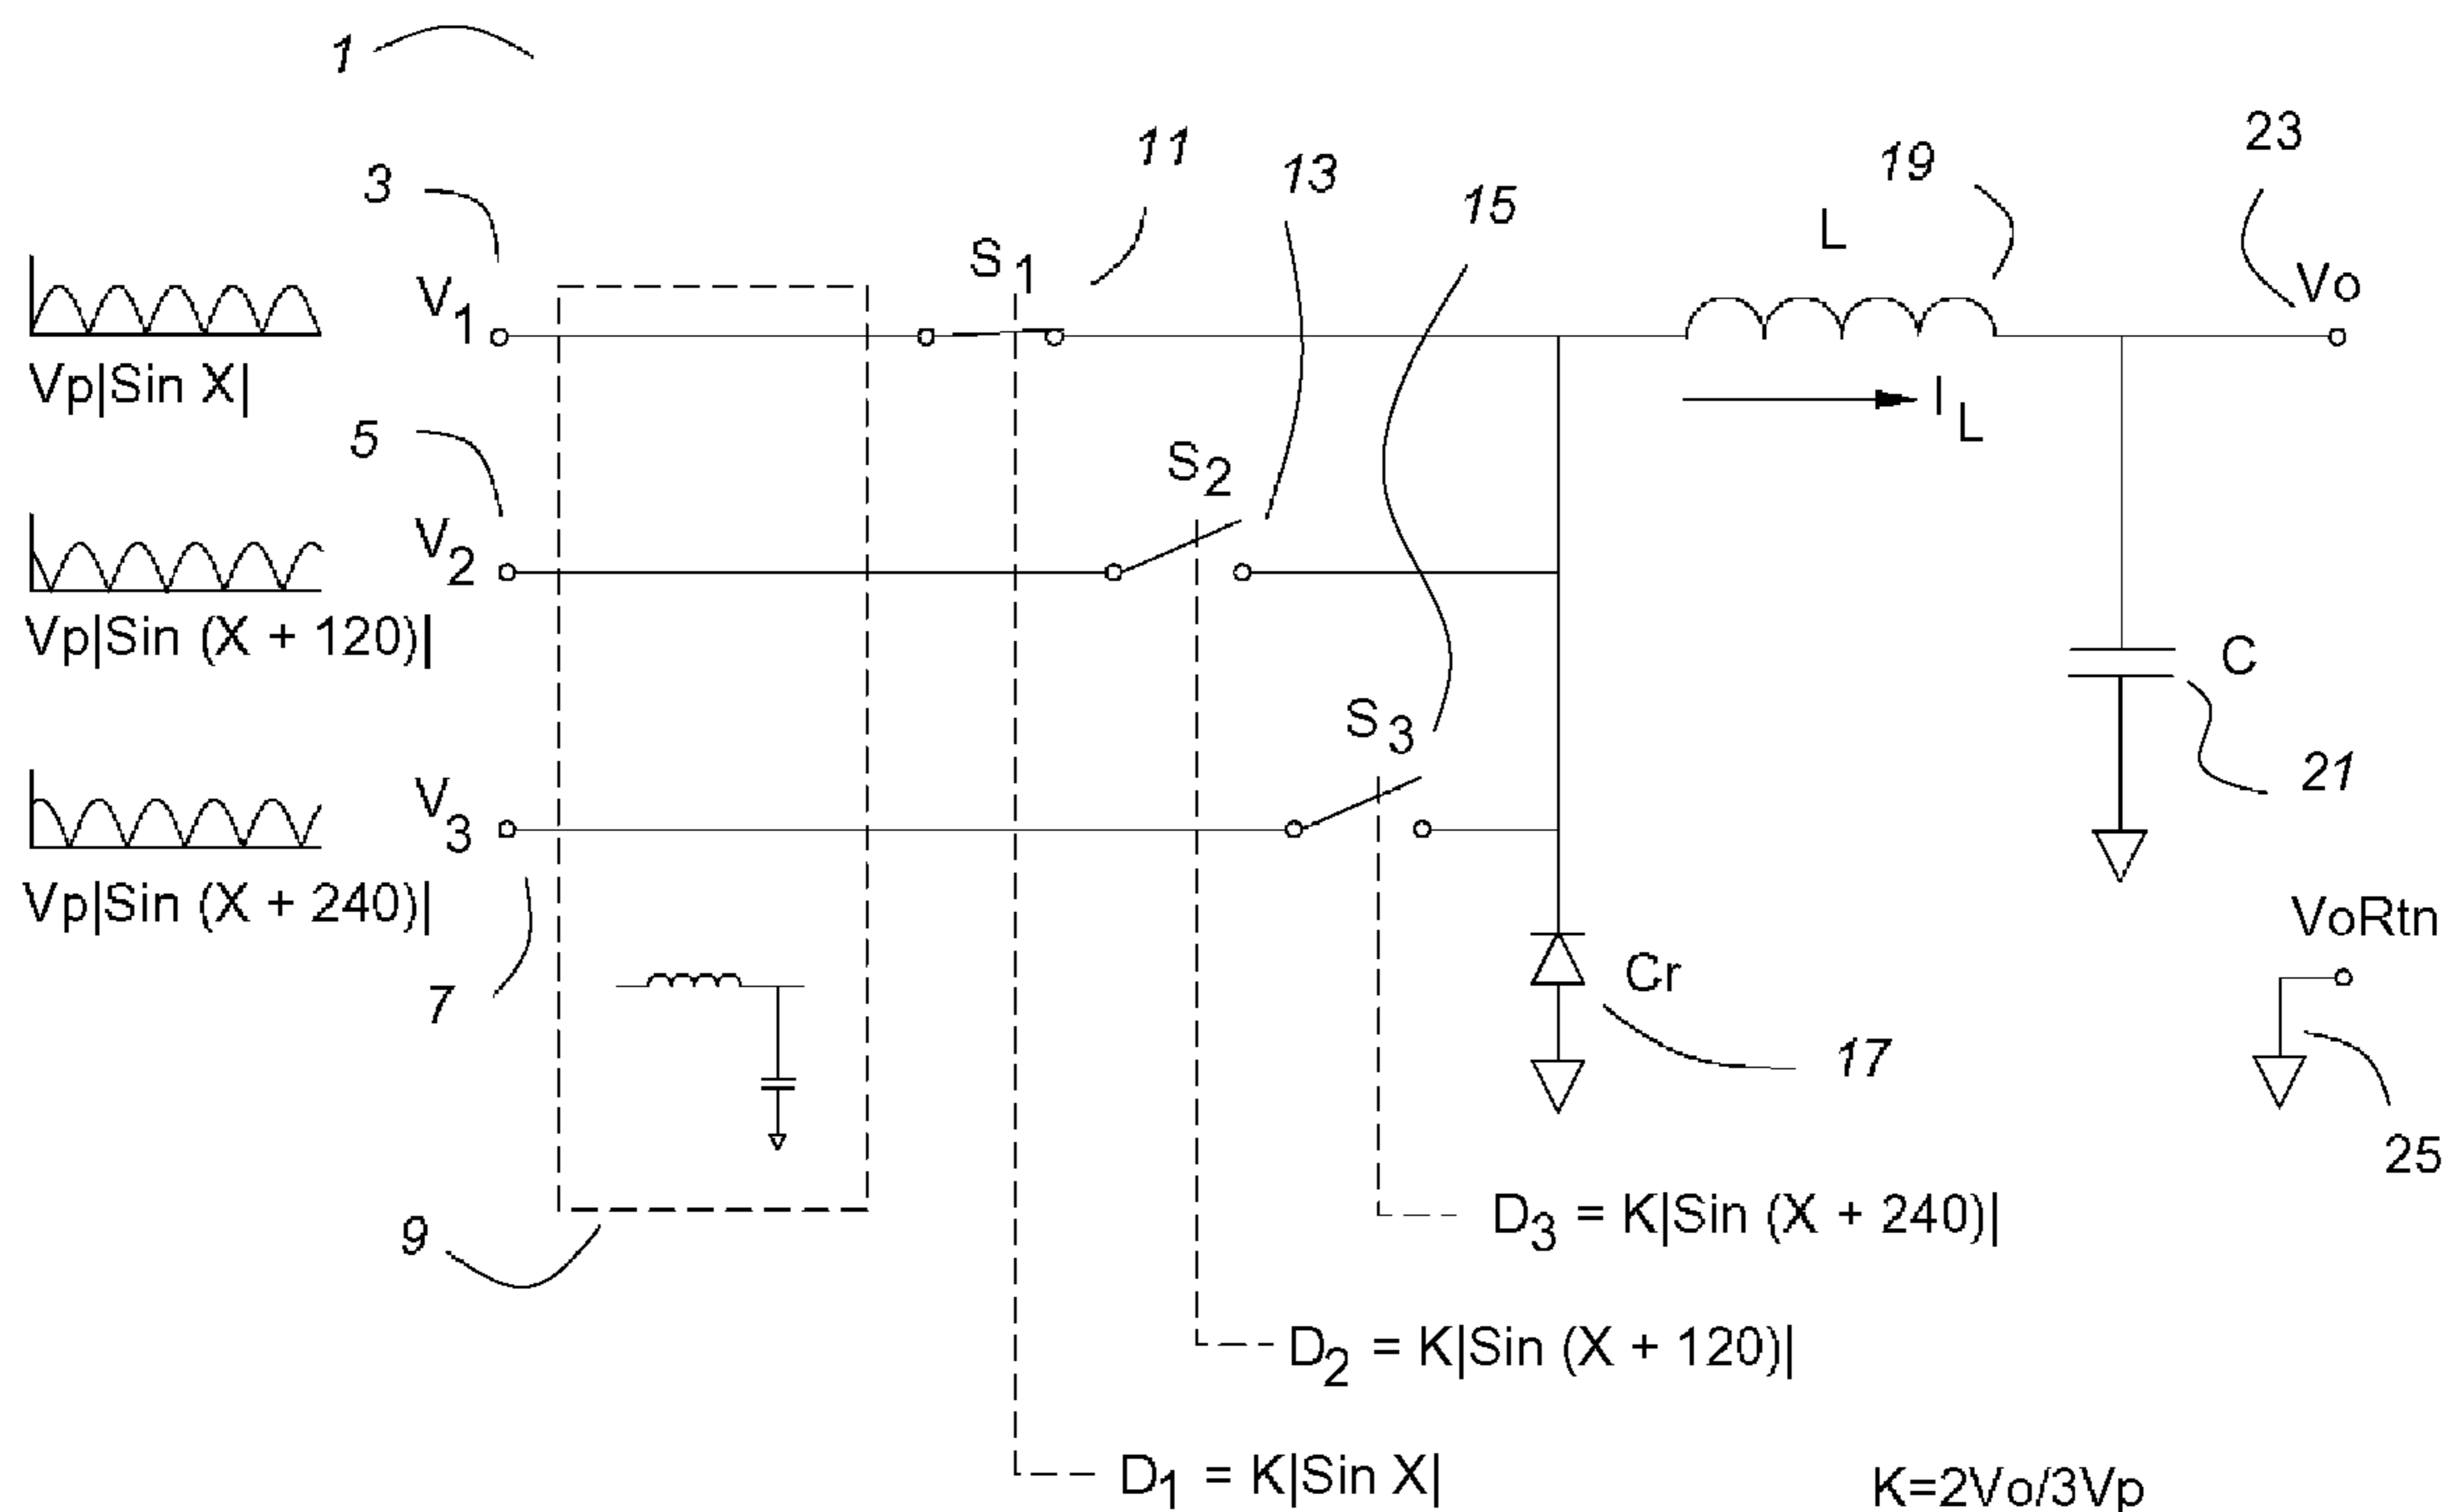 1
11
13
15
19
23
3
S1
L
Vo
V1
Vp|Sin X|
IL
5
S2
V2
Vp|Sin (X + 120)|
C
S3
21
V3
Vp|Sin (X + 240)|
VoRtn
7
Cr
17
25
9
D3 = K|Sin (X + 240)|
D2 = K|Sin (X + 120)|
D1 = K|Sin X|
K=2Vo/3Vp